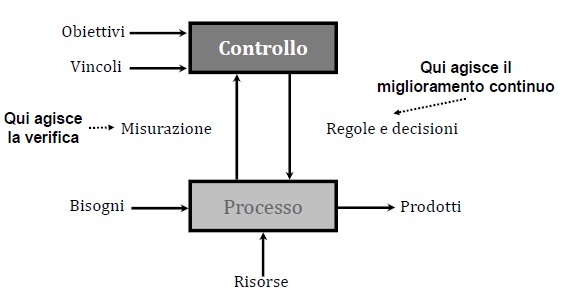 Obiettivi
Controllo
Vincoli
Qui agisce il
miglioramento continuo
Qui agisce
la verifica
Misurazione
Regole e decisioni
Bisogni
Processo
Prodotti
Risorse